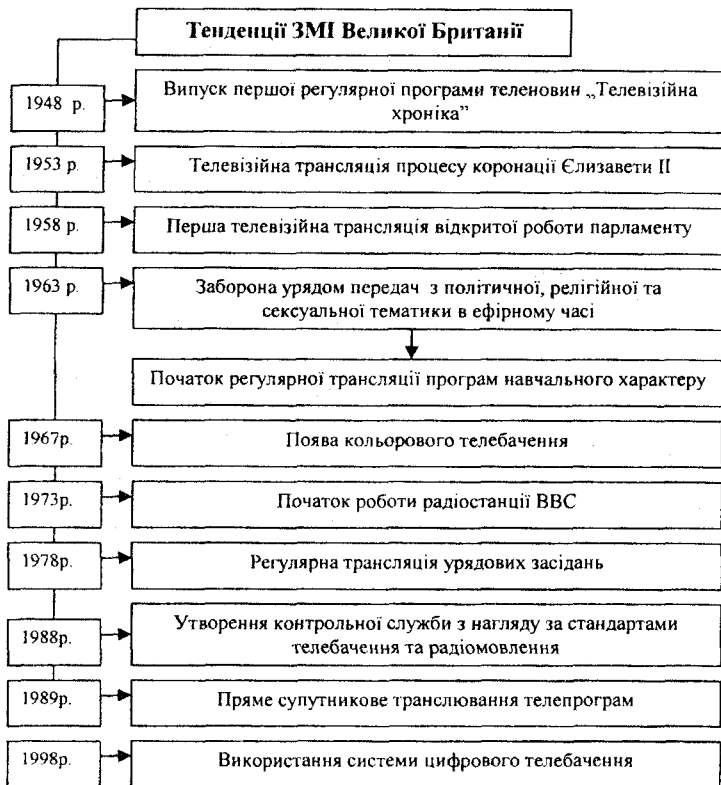 Тенденції ЗМІ Великої Британії
1948 р.
Випуск першої регулярної програми теленовин „Телевізійна
хроніка”
1953 р.
Телевізійна трансляція процесу коронації Єлизавети II
1958 р.
Перша телевізійна трансляція відкритої роботи парламенту
1963 р.
Заборона урядом передач з політичної, релігійної та
сексуальної тематики в ефірному часі
Початок регулярної трансляції програм навчального характеру
1967р.
Поява кольорового телебачення
1973р.
Початок роботи радіостанції ВВС
1978р.
Регулярна трансляція урядових засідань
1988р.
Утворення контрольної служби з нагляду за стандартами
телебачення та радіомовлення
1989р.
Пряме супутникове транслювання телепрограм
1998р.
Використання системи цифрового телебачення